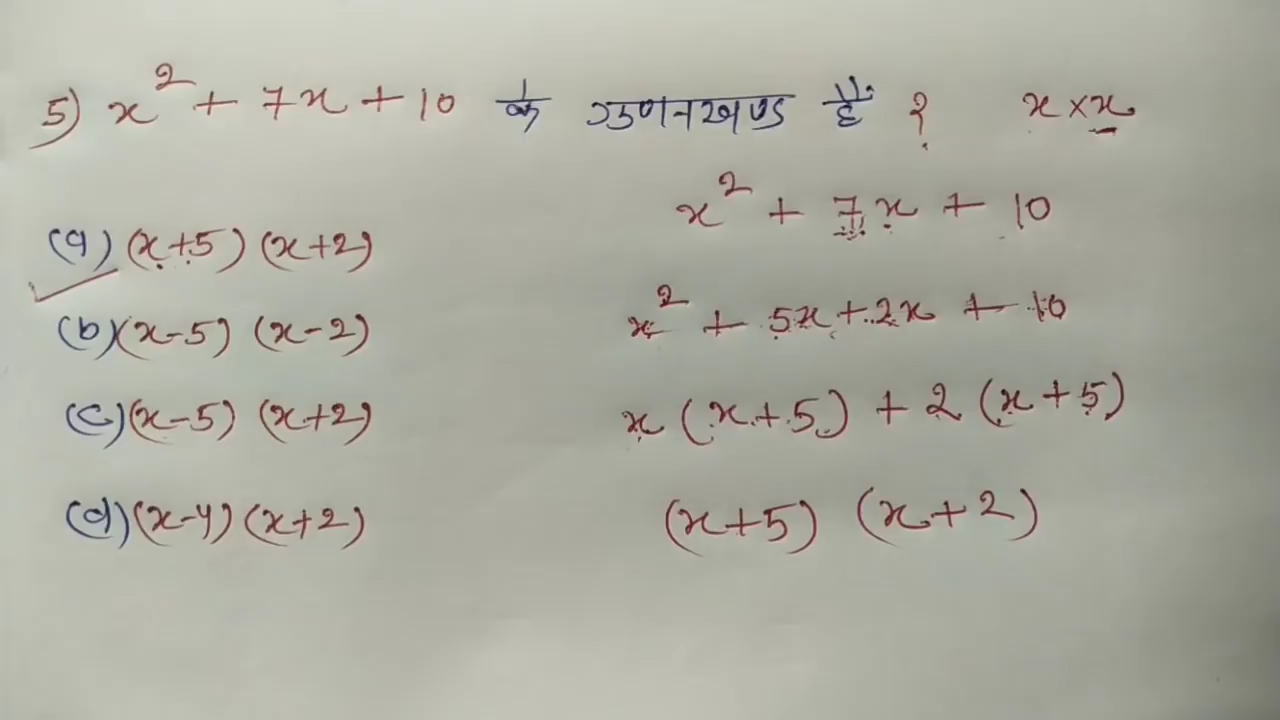 5) x² + 7x + 10 के गुणनखण्ड हैं ? x × x
x² + 7x + 10
(a) (x+5) (x+2)
x² + 5x + 2x + 10
(b) (x-5) (x-2)
x (x+5) + 2 (x+5)
(c) (x-5) (x+2)
(x+5) (x+2)
(d) (x-4) (x+2)